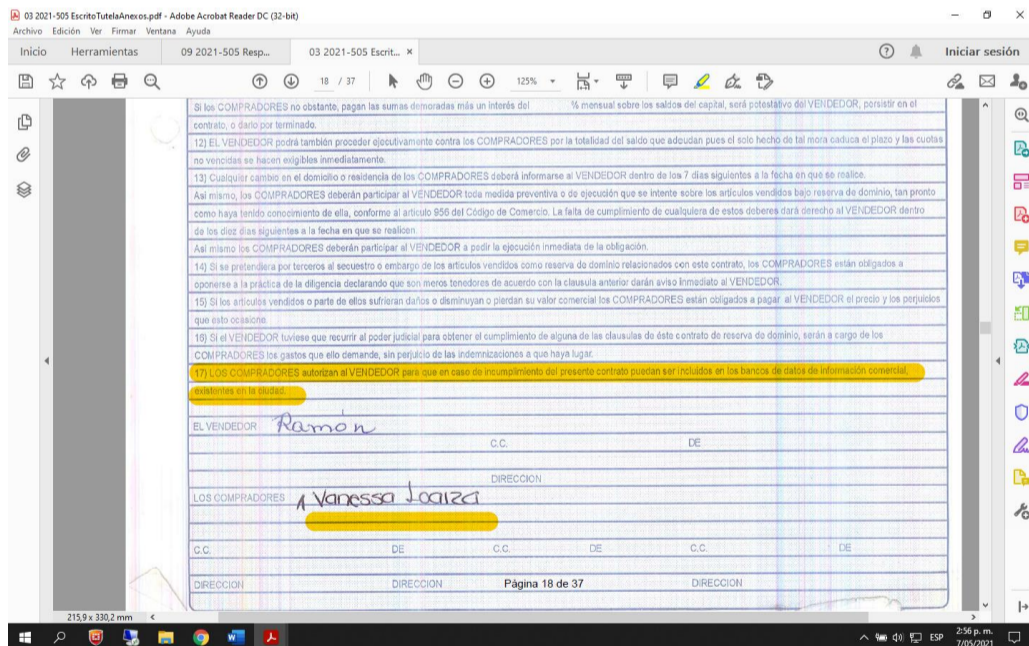 03 2021-505 EscritoTutelaAnexos.pdf - Adobe Acrobat Reader DC (32-bit)
Archivo Edición Ver Firmar Ventana Ayuda
Inicio Herramientas 09 2021-505 Resp... 03 2021-505 Escrit... × Iniciar sesión
18 / 37 125%
Si los COMPRADORES no obstante, pagan las sumas demoradas más un interés del % mensual sobre los saldos del capital, será potestativo del VENDEDOR, persistir en el
contrato, o darlo por terminado.
12) EL VENDEDOR podrá también proceder ejecutivamente contra los COMPRADORES por la totalidad del saldo que adeudan pues el solo hecho de tal mora caduca el plazo y las cuotas
no vencidas se hacen exigibles inmediatamente.
13) Cualquier cambio en el domicilio o residencia de los COMPRADORES deberá informarse al VENDEDOR dentro de los 7 dias siguientes a la fecha en que se realice.
Asi mismo, los COMPRADORES deberán participar al VENDEDOR toda medida preventiva o de ejecución que se intente sobre los artículos vendidos bajo reserva de dominio, tan pronto
como haya tenido conocimiento de ella, conforme al articulo 956 del Código de Comercio. La falta de cumplimiento de cualquiera de estos deberes dará derecho al VENDEDOR dentro
de los diez dias siguientes a la fecha en que se realicen.
Asi mismo los COMPRADORES deberán participar al VENDEDOR a pedir la ejecución inmediata de la obligación.
14) Si se pretendiera por terceros al secuestro o embargo de los articulos vendidos como reserva de dominio relacionados con este contrato, los COMPRADORES están obligados a
oponerse a la práctica de la diligencia declarando que son meros tenedores de acuerdo con la clausula anterior darán aviso inmediato al VENDEDOR.
15) Si los articulos vendidos o parte de ellos sufrieran daños o disminuyan o pierdan su valor comercial los COMPRADORES están obligados a pagar al VENDEDOR el precio y los perjuicios
que esto ocasione.
16) Si el VENDEDOR tuviese que recurrir al poder judicial para obtener el cumplimiento de alguna de las clausulas de éste contrato de reserva de dominio, serán a cargo de los
COMPRADORES los gastos que ello demande, sin perjuicio de las indemnizaciones a que haya lugar.
17) LOS COMPRADORES autorizan al VENDEDOR para que en caso de incumplimiento del presente contrato puedan ser incluidos en los bancos de datos de información comercial,
existentes en la ciudad.
EL VENDEDOR Ramón
C.C. DE
DIRECCION
LOS COMPRADORES Vanessa Loaiza
C.C. DE C.C. DE C.C. DE
DIRECCION DIRECCION Página 18 de 37 DIRECCION
215,9 x 330,2 mm
ESP 2:56 p. m.
7/05/2021